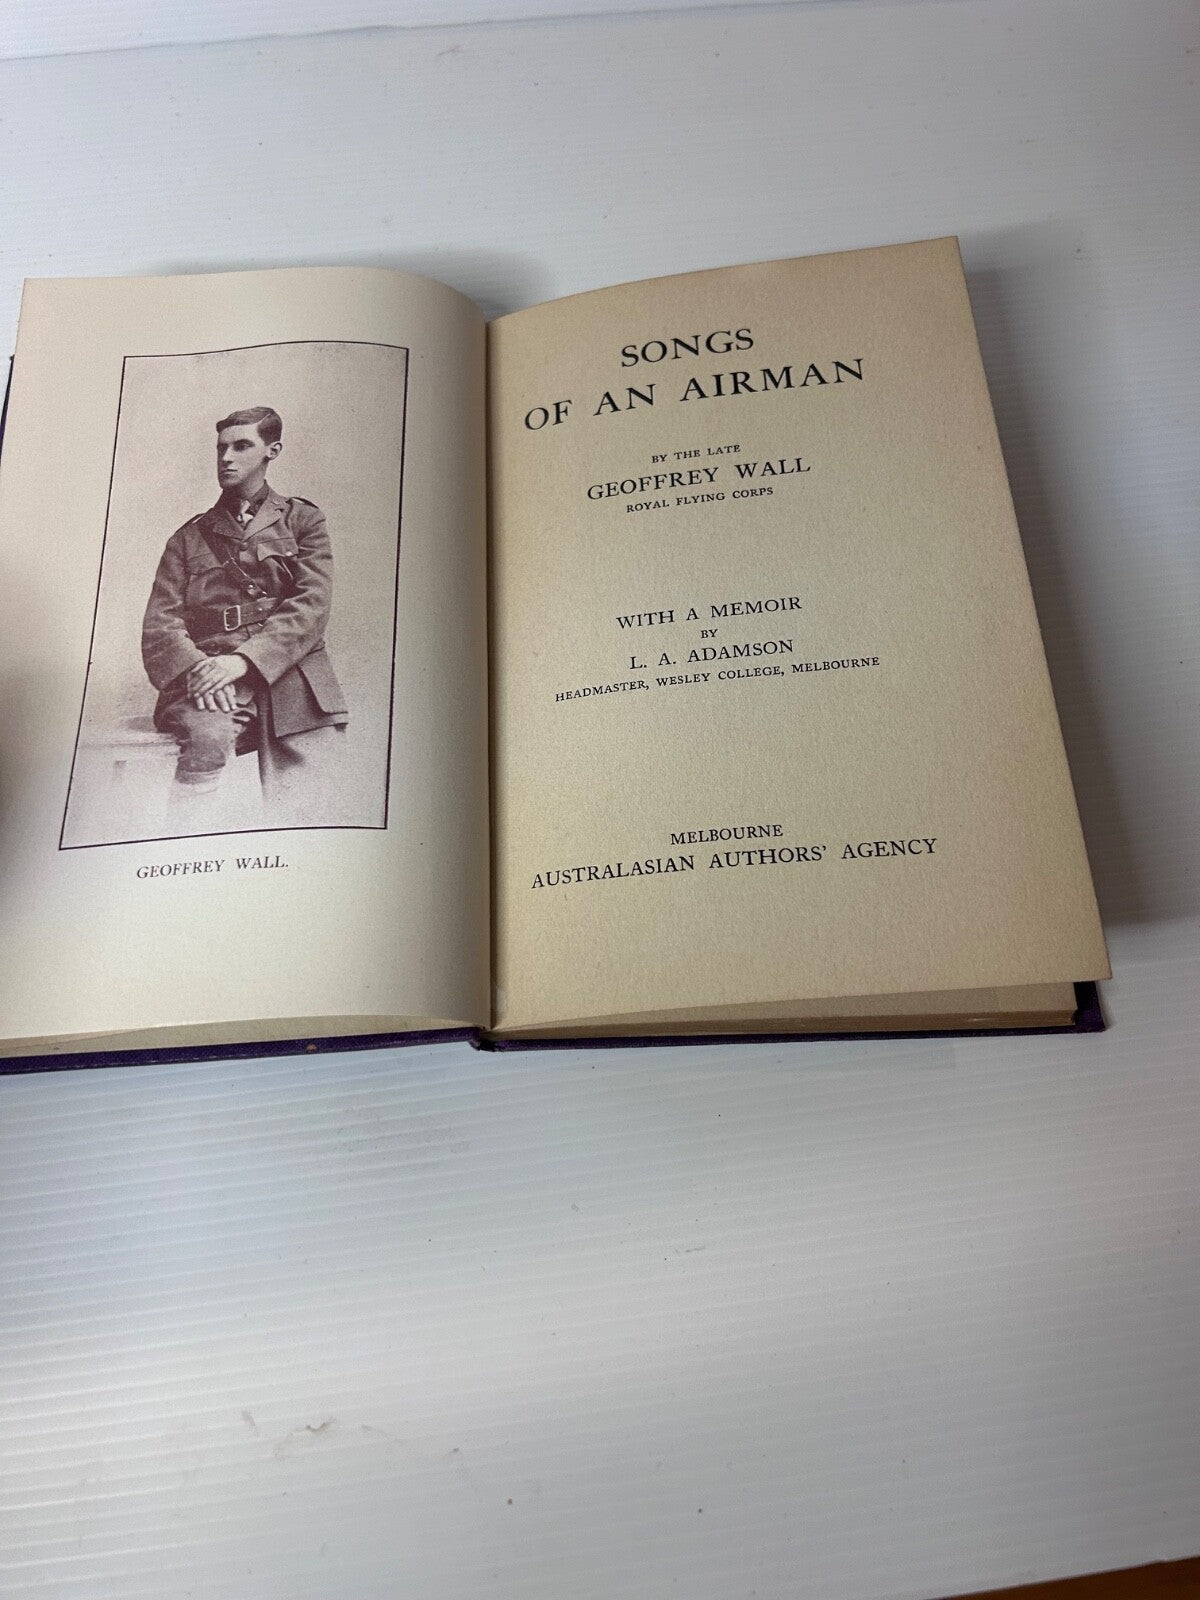 GEOFFREY WALL.
SONGS
OF AN AIRMAN
BY THE LATE
GEOFFREY WALL
ROYAL FLYING CORPS
WITH A MEMOIR
BY
L. A. ADAMSON
HEADMASTER, WESLEY COLLEGE, MELBOURNE
MELBOURNE
AUSTRALASIAN AUTHORS' AGENCY